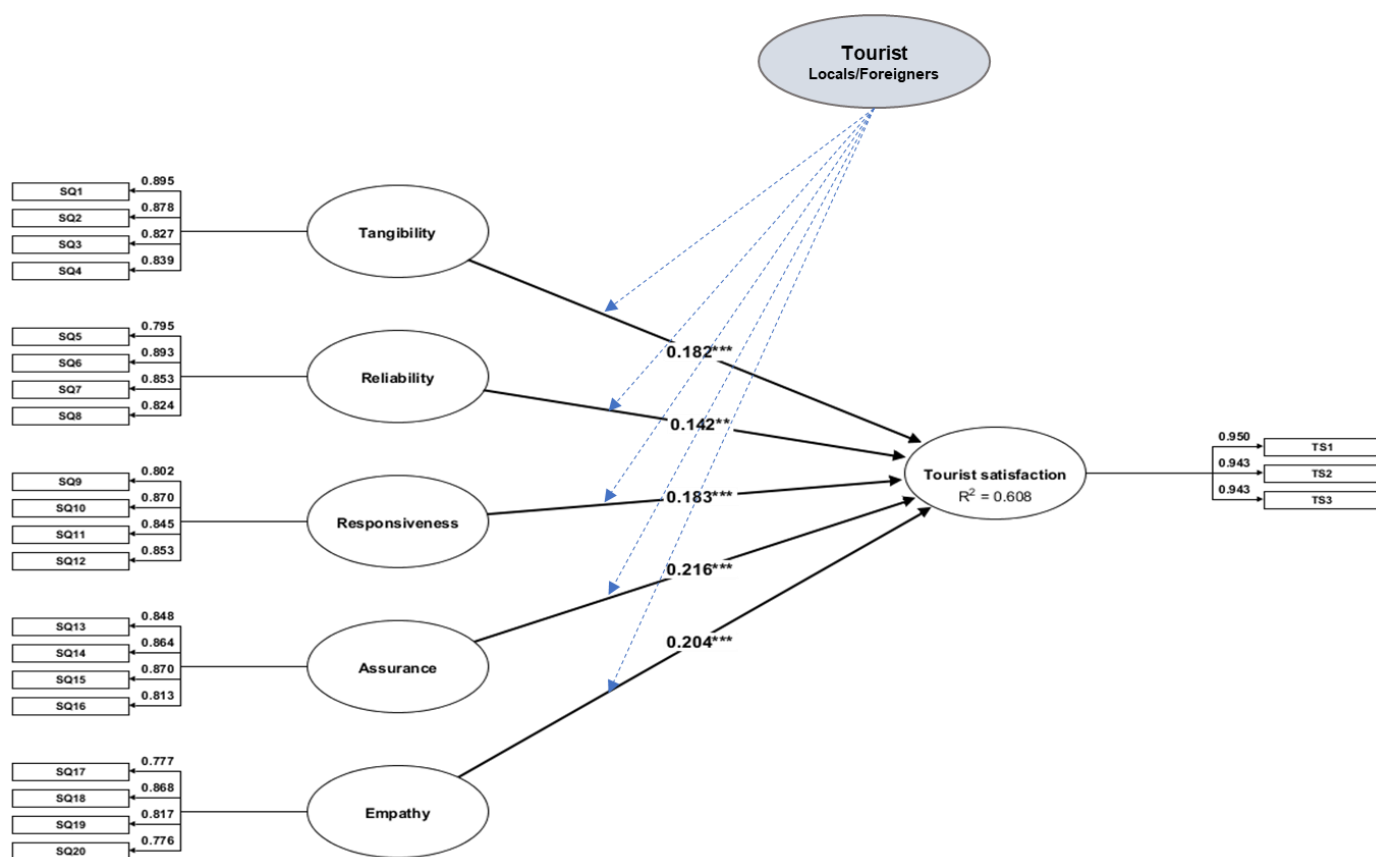 Tourist
Locals/Foreigners
0.895
SQ1
0.878
SQ2
0.827
SQ3
0.839
SQ4
Tangibility
0.182***
0.795
SQ5
0.893
SQ6
0.853
SQ7
0.824
SQ8
Reliability
0.142**
0.802
SQ9
0.870
SQ10
0.845
SQ11
0.853
SQ12
Responsiveness
0.183***
Tourist satisfaction
R² = 0.608
0.950
TS1
0.943
TS2
0.943
TS3
0.848
SQ13
0.864
SQ14
0.870
SQ15
0.813
SQ16
Assurance
0.216***
0.777
SQ17
0.868
SQ18
0.817
SQ19
0.776
SQ20
Empathy
0.204***